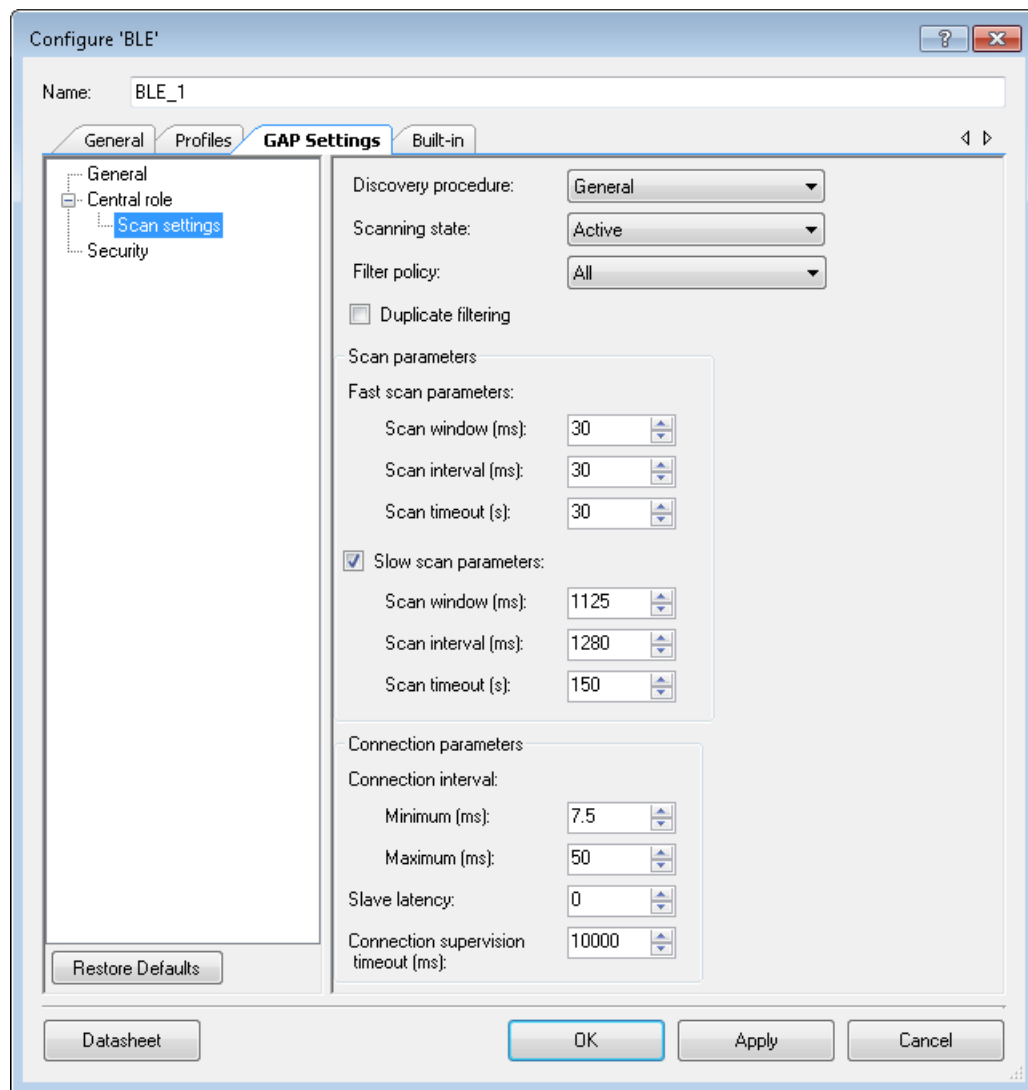 Configure 'BLE'
Name: BLE_1
General Profiles GAP Settings Built-in
General
Central role
Scan settings
Security
Restore Defaults
Discovery procedure: General
Scanning state: Active
Filter policy: All
Duplicate filtering
Scan parameters
Fast scan parameters:
Scan window (ms): 30
Scan interval (ms): 30
Scan timeout (s): 30
Slow scan parameters:
Scan window (ms): 1125
Scan interval (ms): 1280
Scan timeout (s): 150
Connection parameters
Connection interval:
Minimum (ms): 7.5
Maximum (ms): 50
Slave latency: 0
Connection supervision 10000
timeout (ms):
Datasheet OK Apply Cancel